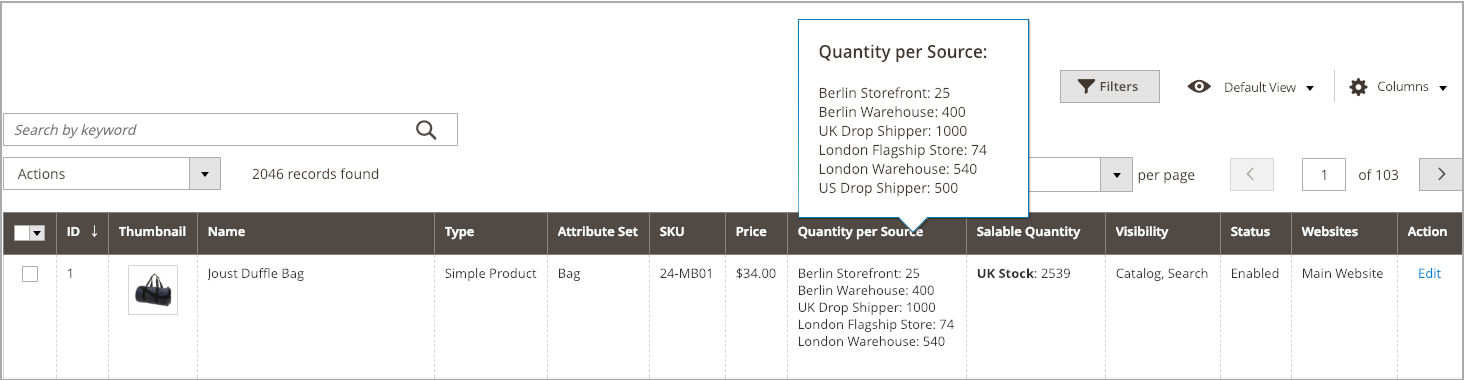 Quantity per Source:
Berlin Storefront: 25
Berlin Warehouse: 400
UK Drop Shipper: 1000
London Flagship Store: 74
London Warehouse: 540
US Drop Shipper: 500
Filters
Default View
Columns
Search by keyword
Actions
2046 records found
per page
1
of 103
ID ↓ Thumbnail Name Type Attribute Set SKU Price Quantity per Source Salable Quantity Visibility Status Websites Action
1 Joust Duffle Bag Simple Product Bag 24-MB01 $34.00 Berlin Storefront: 25 UK Stock: 2539 Catalog, Search Enabled Main Website Edit
Berlin Warehouse: 400
UK Drop Shipper: 1000
London Flagship Store: 74
London Warehouse: 540